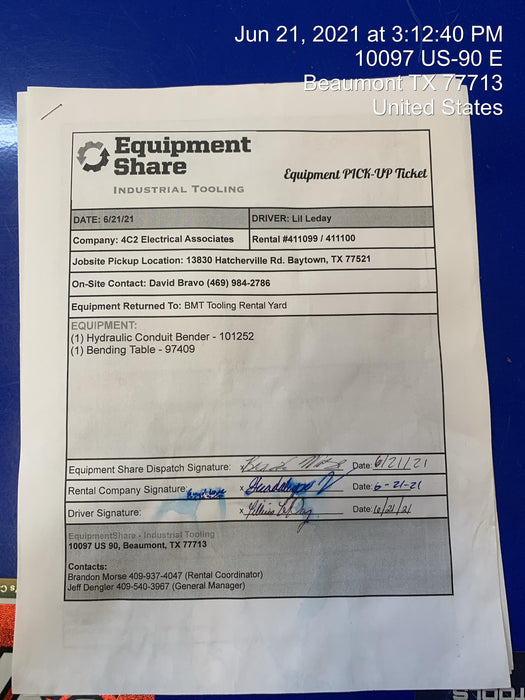 Jun 21, 2021 at 3:12:40 PM
10097 US-90 E
Beaumont TX 77713
United States
Equipment
Share
INDUSTRIAL TOOLING
Equipment PICK-UP Ticket
DATE: 6/21/21 DRIVER: Lil Leday
Company: 4C2 Electrical Associates Rental #411099 / 411100
Jobsite Pickup Location: 13830 Hatcherville Rd. Baytown, TX 77521
On-Site Contact: David Bravo (469) 984-2786
Equipment Returned To: BMT Tooling Rental Yard
EQUIPMENT:
(1) Hydraulic Conduit Bender - 101252
(1) Bending Table - 97409
Equipment Share Dispatch Signature: x Date: 6/21/21
Rental Company Signature: x Guadalupe V Date: 6-21-21
Driver Signature: x Date: 6/21/21
EquipmentShare - Industrial Tooling
10097 US 90, Beaumont, TX 77713
Contacts:
Brandon Morse 409-937-4047 (Rental Coordinator)
Jeff Dengler 409-540-3967 (General Manager)